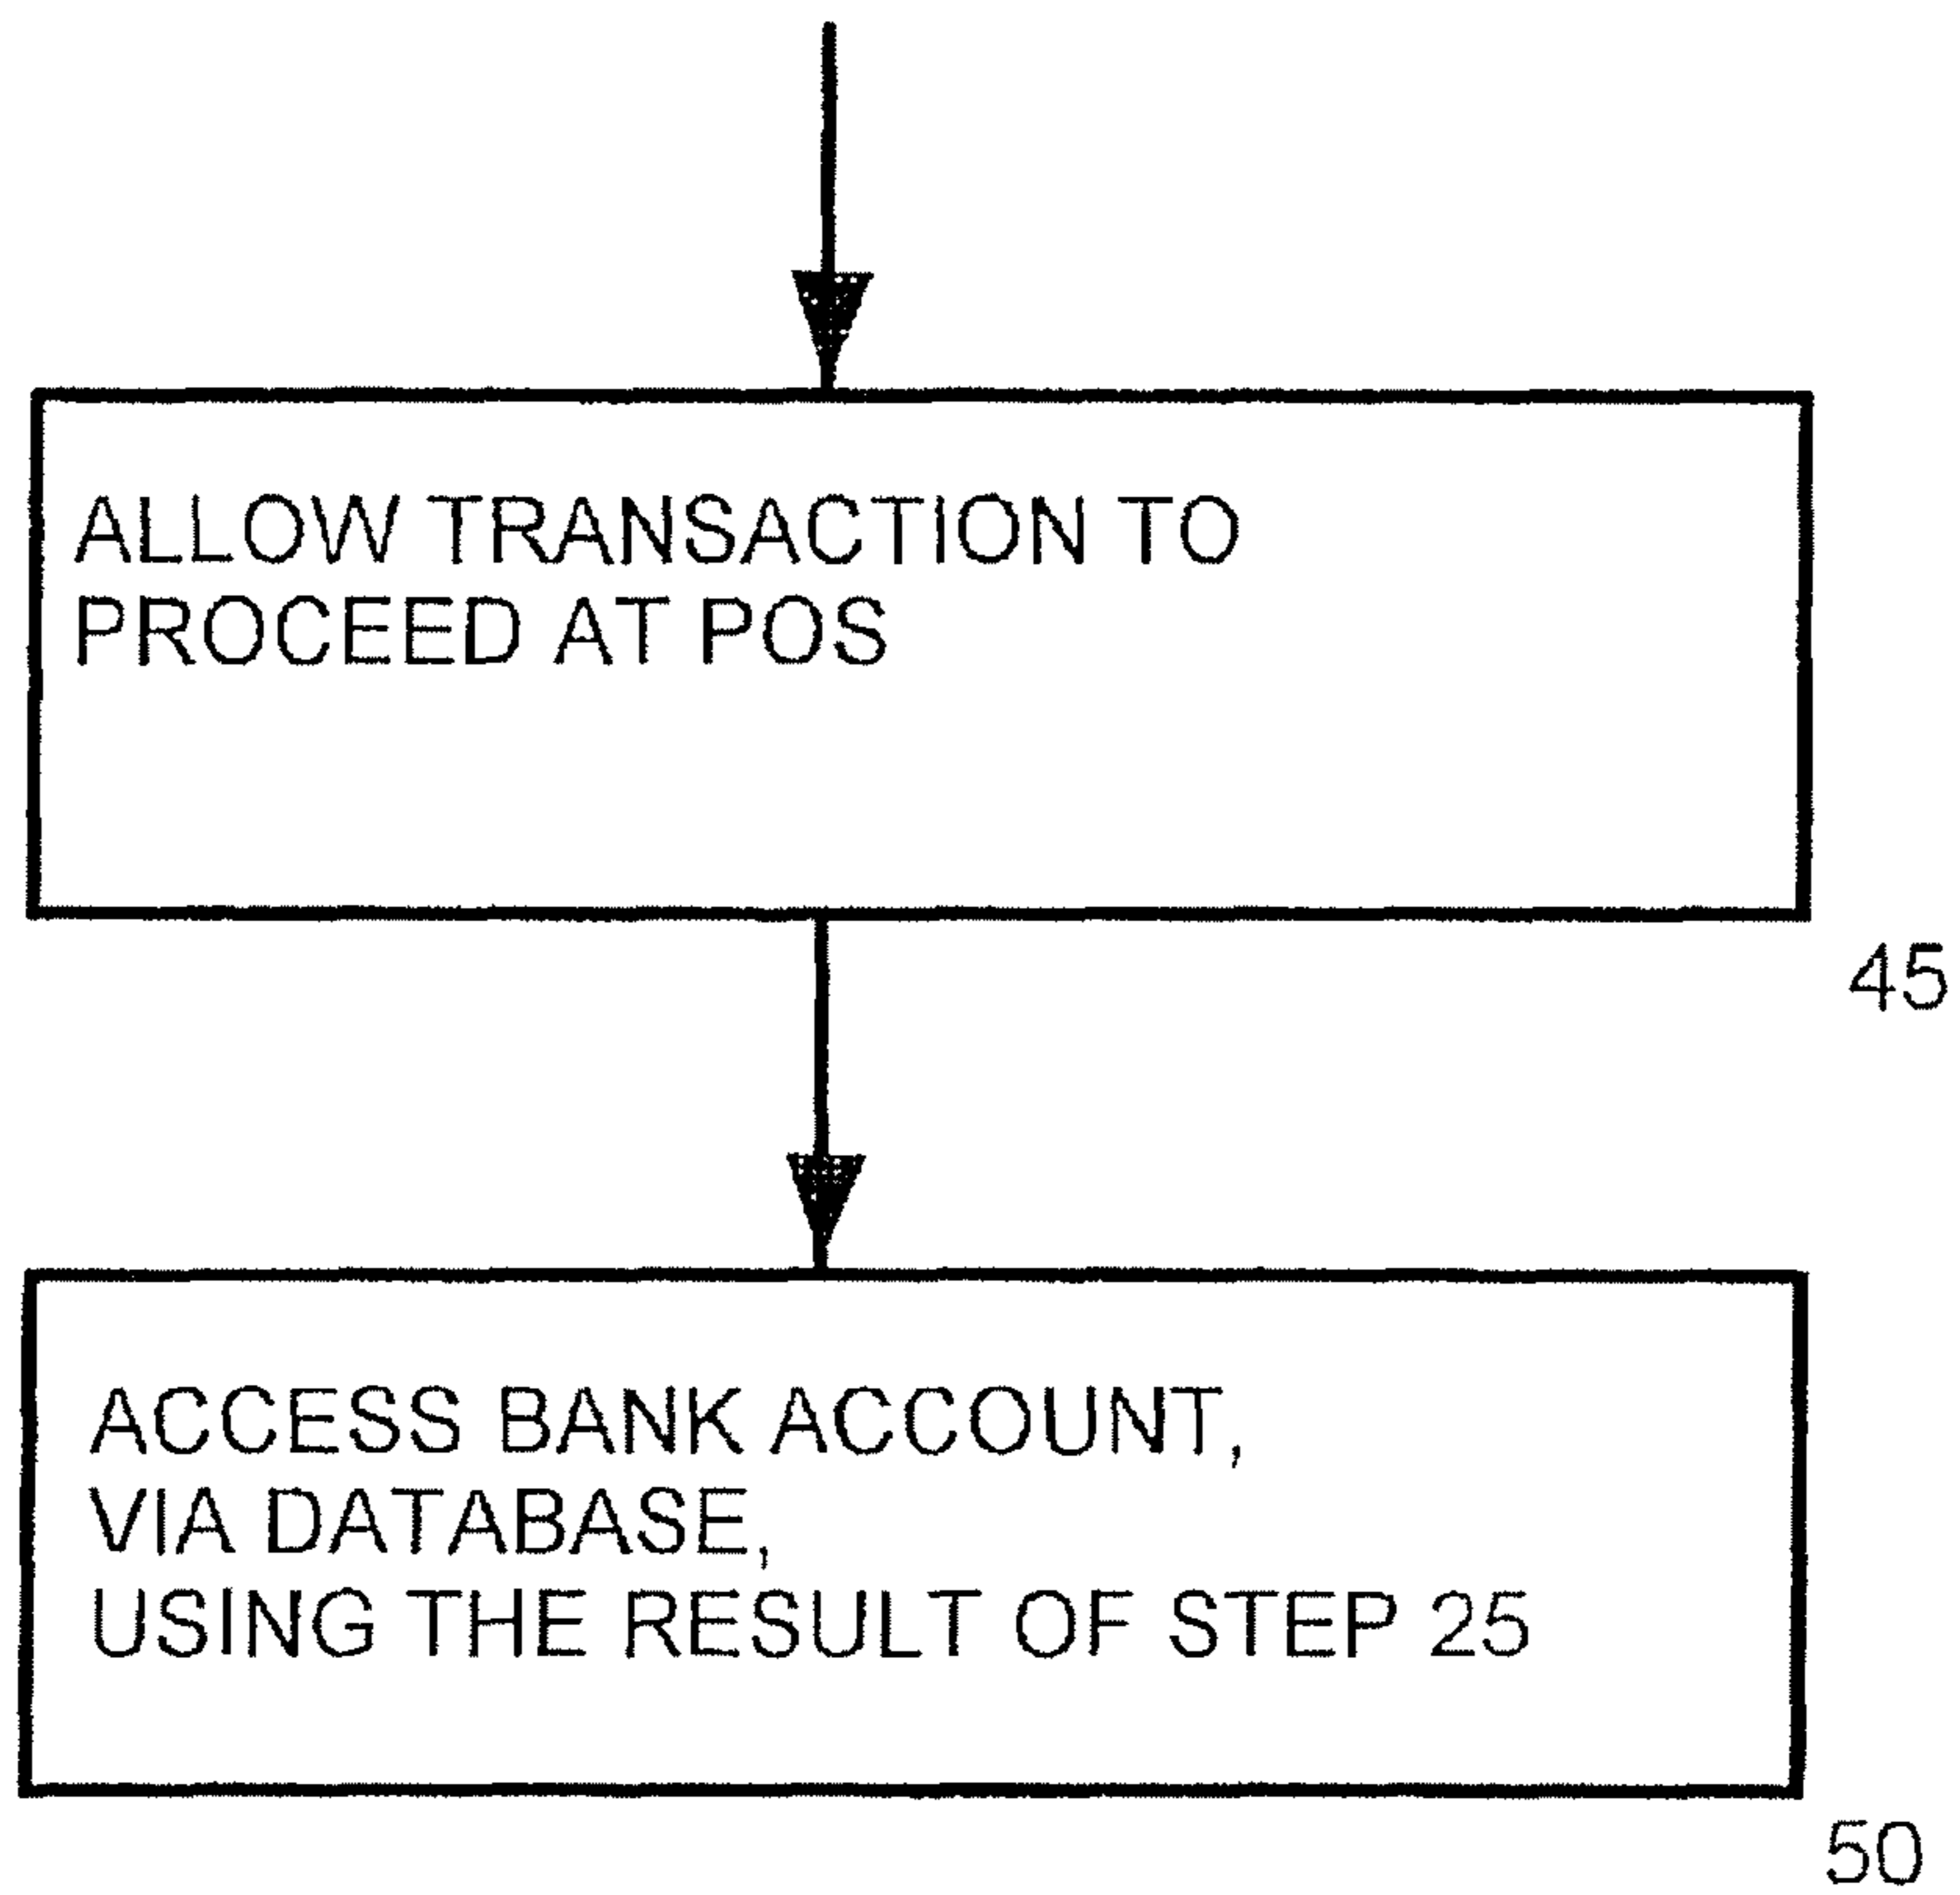 ALLOW TRANSACTION TO
PROCEED AT POS
45
ACCESS BANK ACCOUNT,
VIA DATABASE,
USING THE RESULT OF STEP 25
50